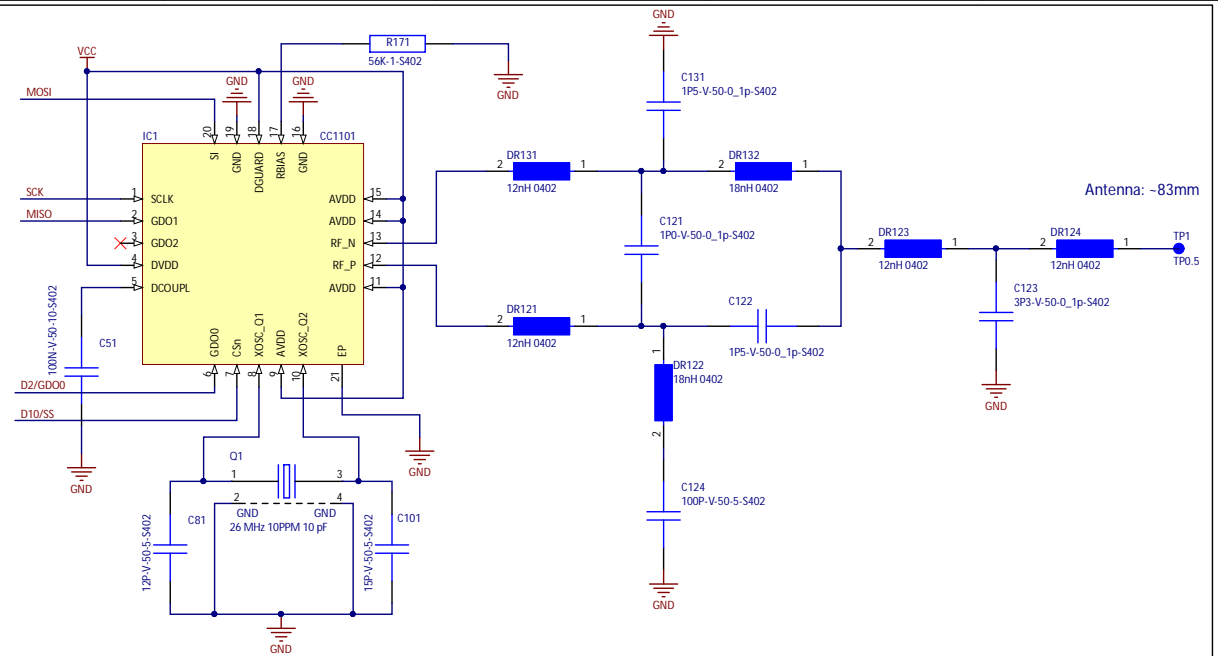 GND
R171
56K-1-S402
VCC
GND
GND
GND
C131
1P5-V-50-0_1p-S402
MOSI
IC1
CC1101
20
19
18
17
16
SI
GND
DGUARD
RBIAS
GND
DR131
2
1
12nH 0402
DR132
2
1
18nH 0402
Antenna: ~83mm
SCK
1
SCLK
AVDD
15
MISO
2
GDO1
AVDD
14
3
GDO2
RF_N
13
4
DVDD
RF_P
12
5
DCOUPL
AVDD
11
C121
1P0-V-50-0_1p-S402
DR123
2
1
12nH 0402
DR124
2
1
12nH 0402
TP1
TP0.5
C123
3P3-V-50-0_1p-S402
GND
100N-V-50-10-S402
C51
GDO0
CSn
XOSC_Q1
AVDD
XOSC_Q2
EP
6
7
8
9
10
21
DR121
2
1
12nH 0402
C122
1P5-V-50-0_1p-S402
1
DR122
18nH 0402
2
D2/GDO0
D10/SS
GND
GND
Q1
1
3
2
4
GND
GND
26 MHz 10PPM 10 pF
C81
12P-V-50-5-S402
C101
15P-V-50-5-S402
C124
100P-V-50-5-S402
GND
GND